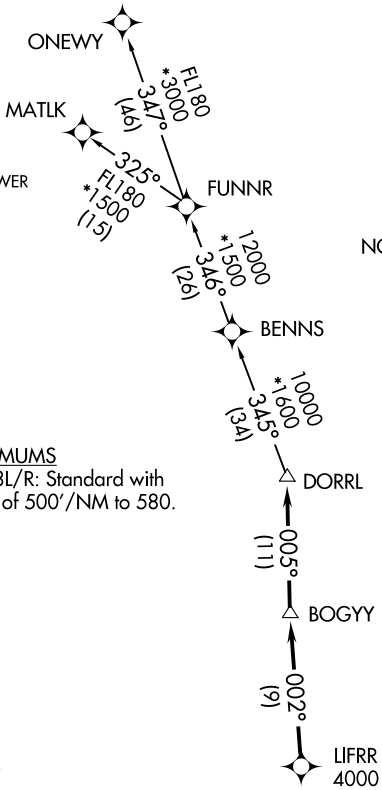 ONEWY
FL180
*3000
347°
(46)
MATLK
325°
FL180
*1500
(15)
WER
FUNNR
NO
12000
*1500
346°
(26)
BENNS
10000
*1600
345°
(34)
MUMS
BL/R: Standard with
of 500'/NM to 580.
DORRL
005°
(11)
BOGYY
002°
(9)
LIFRR
4000